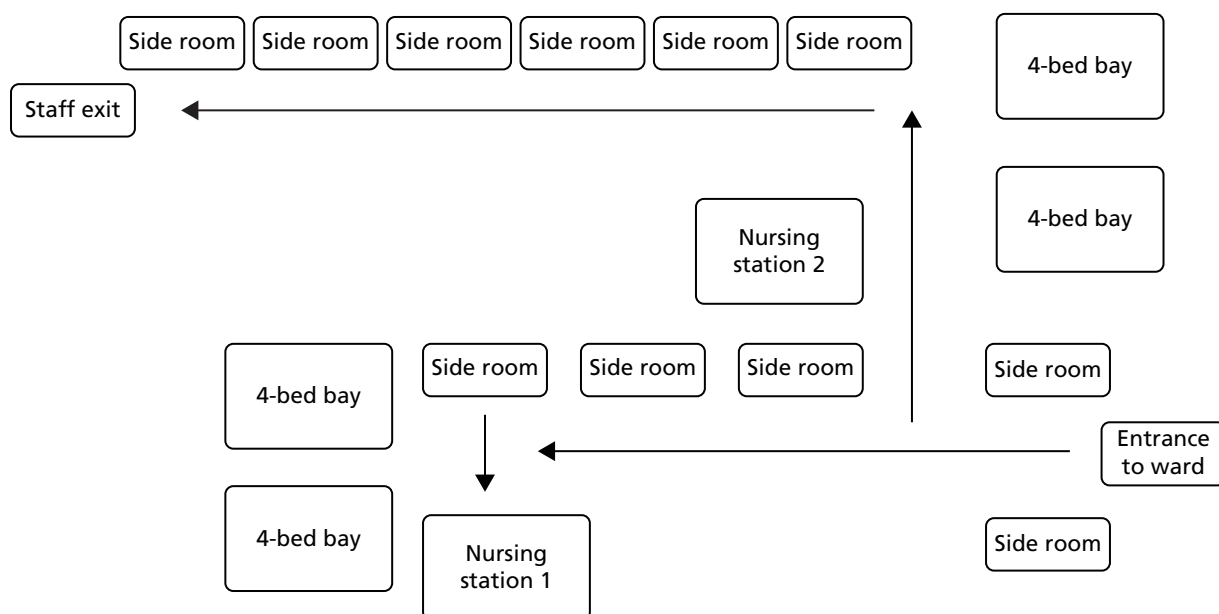 Side room
Side room
Side room
Side room
Side room
Side room
4-bed bay
Staff exit
4-bed bay
Nursing
station 2
4-bed bay
Side room
Side room
Side room
Side room
Entrance
to ward
4-bed bay
Nursing
station 1
Side room